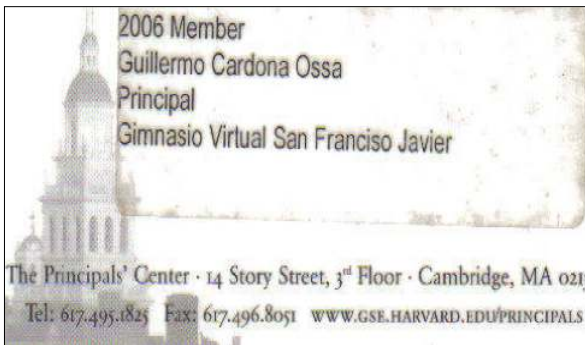 2006 Member
Guillermo Cardona Ossa
Principal
Gimnasio Virtual San Franciso Javier
The Principals' Center · 14 Story Street, 3rd Floor · Cambridge, MA 021
Tel: 617.495.1825 Fax: 617.496.8051 WWW.GSE.HARVARD.EDU/PRINCIPALS